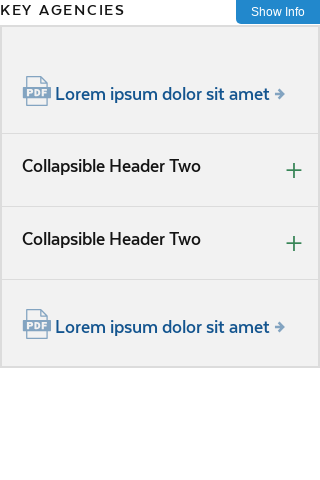 KEY AGENCIES
Show Info
PDF Lorem ipsum dolor sit amet
Collapsible Header Two
Collapsible Header Two
PDF Lorem ipsum dolor sit amet